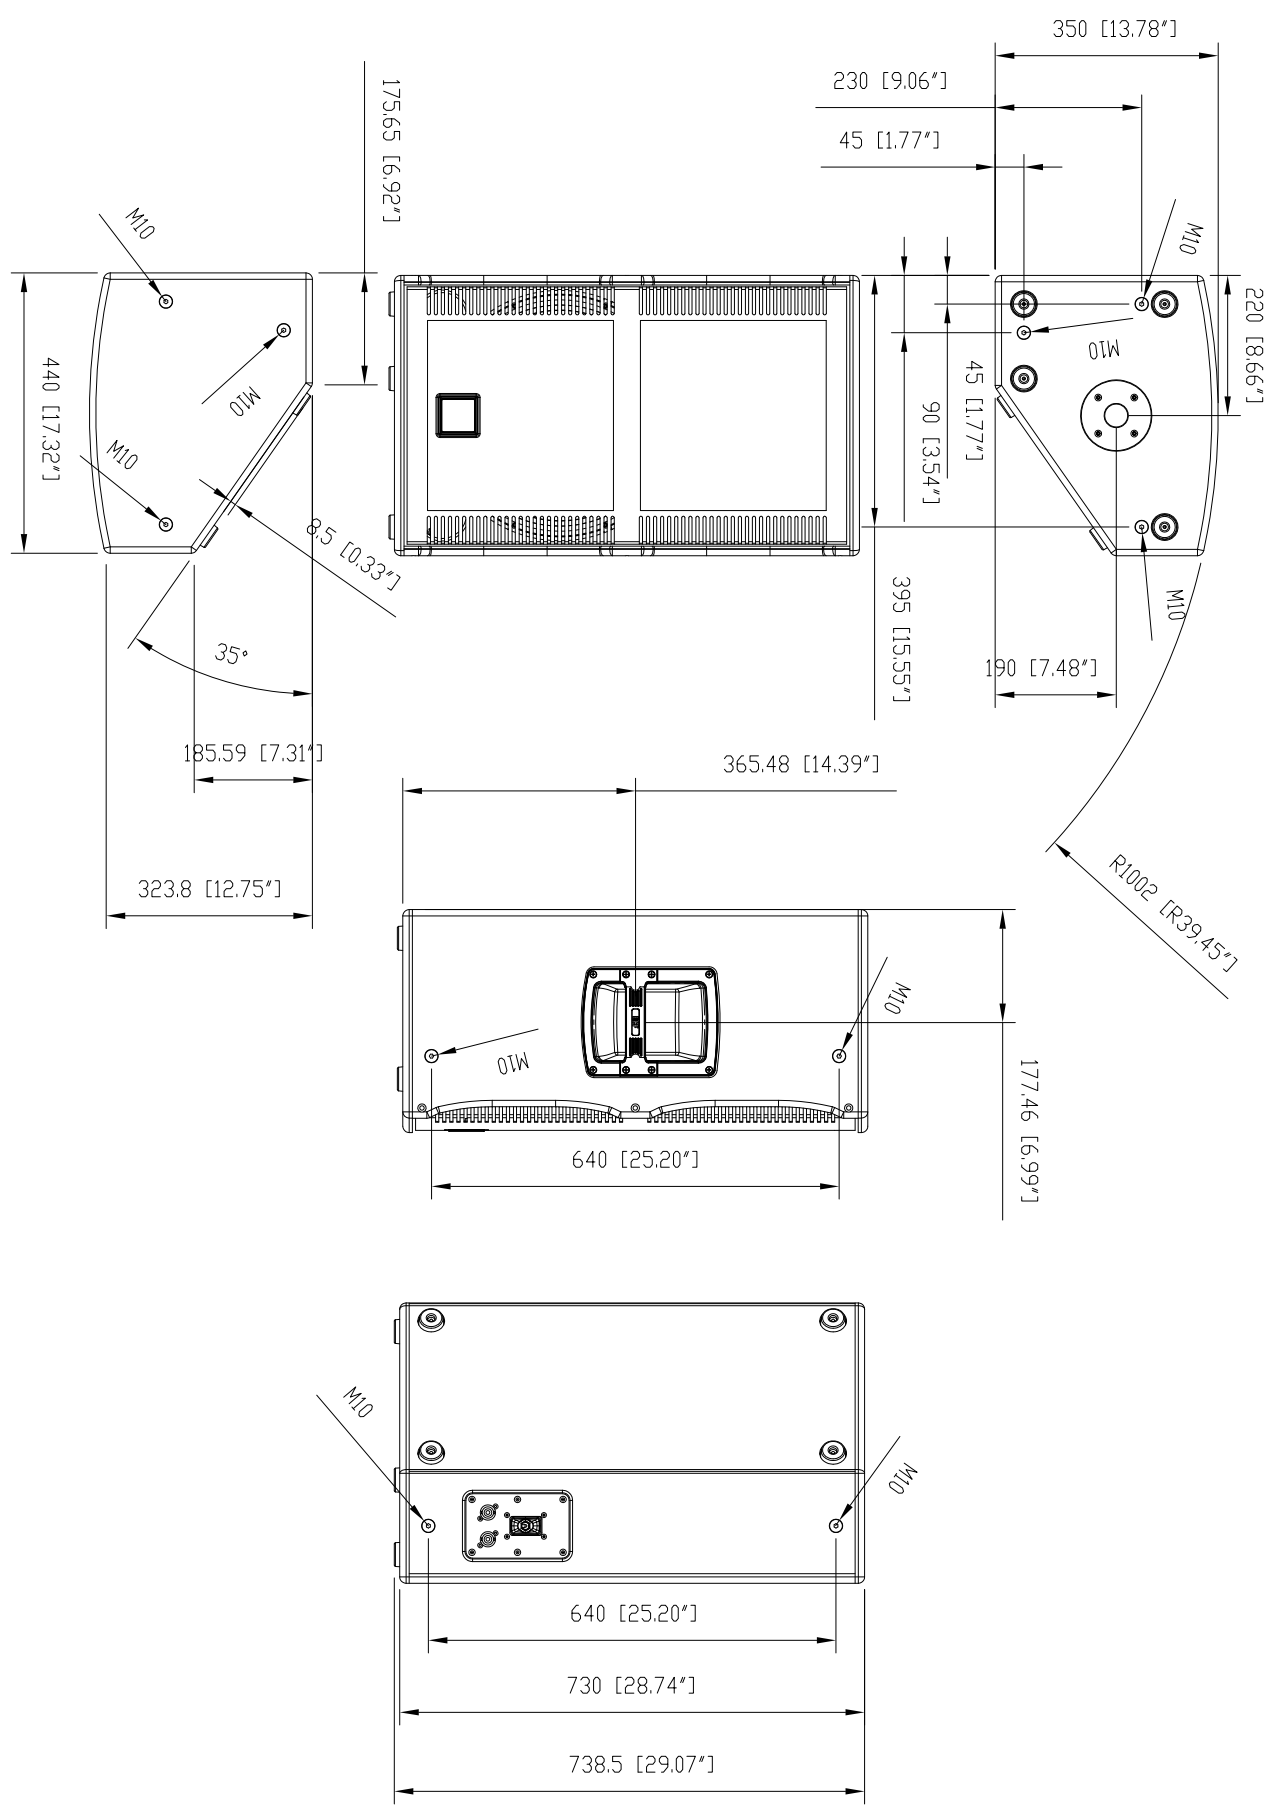 350 [13.78"]
230 [9.06"]
45 [1.77"]
175.65 [6.92"]
M10
M10
M10
M10
220 [8.66"]
440 [17.32"]
45 [1.77"]
90 [3.54"]
M10
8.5 [0.33"]
395 [15.55"]
M10
35°
190 [7.48"]
185.59 [7.31"]
365.48 [14.39"]
323.8 [12.75"]
R1002 [R39.45"]
M10
M10
177.46 [6.99"]
640 [25.20"]
M10
M10
640 [25.20"]
730 [28.74"]
738.5 [29.07"]